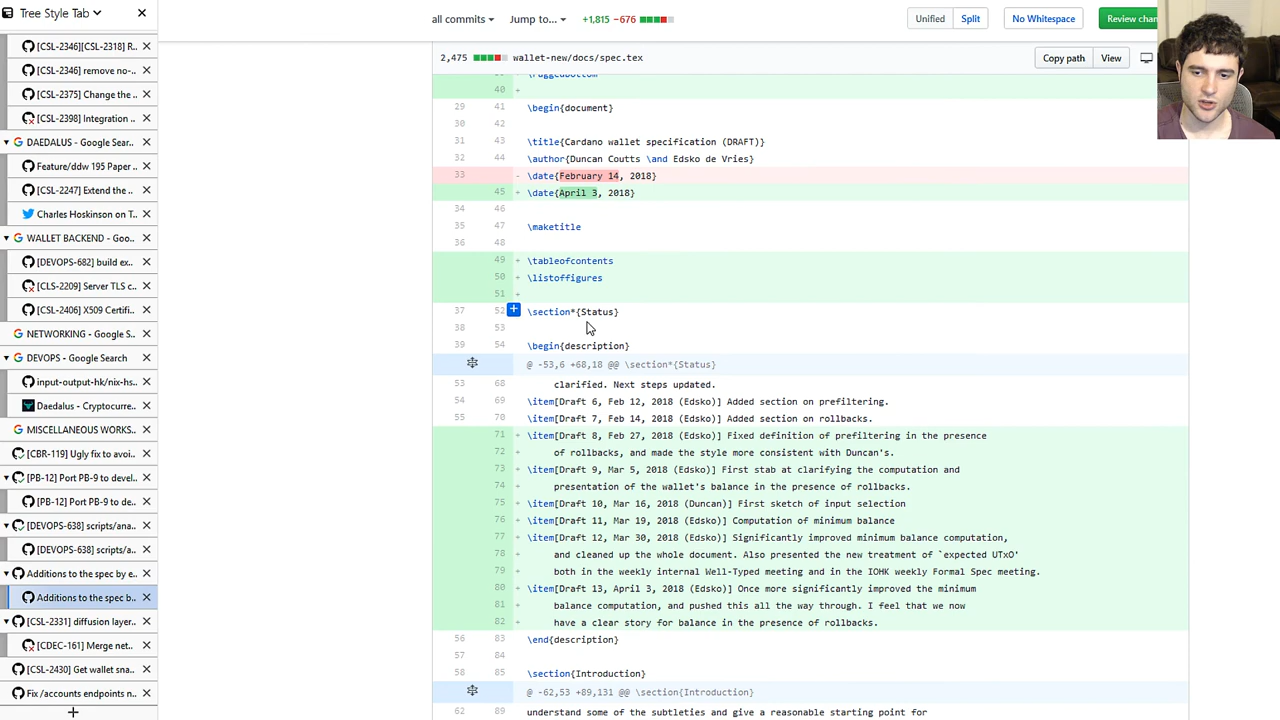 Tree Style Tab
[CSL-2346][CSL-2318] R..
[CSL-2346] remove no-..
[CSL-2375] Change the ..
[CSL-2398] Integration ..
DAEDALUS - Google Sear..
Feature/ddw 195 Paper ..
[CSL-2247] Extend the ..
Charles Hoskinson on T..
WALLET BACKEND - Goo..
[DEVOPS-682] build ex..
[CLS-2209] Server TLS c..
[CSL-2406] X509 Certifi..
NETWORKING - Google S..
DEVOPS - Google Search
input-output-hk/nix-hs..
Daedalus - Cryptocurre..
MISCELLANEOUS WORKS..
[CBR-119] Ugly fix to avoi..
[PB-12] Port PB-9 to de..
[PB-12] Port PB-9 to de..
[DEVOPS-638] scripts/ana..
[DEVOPS-638] scripts/a..
Additions to the spec by e..
Additions to the spec b..
[CSL-2331] diffusion layer..
[CDEC-161] Merge net..
[CSL-2430] Get wallet sna..
Fix /accounts endpoints n..
+
all commits Jump to... +1,815 −676
Unified Split No Whitespace Review chan
2,475 wallet-new/docs/spec.tex Copy path View
40 +
29 41 \begin{document}
30 42
31 43 \title{Cardano wallet specification (DRAFT)}
32 44 \author{Duncan Coutts \and Edsko de Vries}
33 - \date{February 14, 2018}
45 + \date{April 3, 2018}
34 46
35 47 \maketitle
36 48
49 + \tableofcontents
50 + \listoffigures
51 +
37 52 \section*{Status}
38 53
39 54 \begin{description}
@ -53,6 +68,18 @@ \section*{Status}
53 68 clarified. Next steps updated.
54 69 \item[Draft 6, Feb 12, 2018 (Edsko)] Added section on prefiltering.
55 70 \item[Draft 7, Feb 14, 2018 (Edsko)] Added section on rollbacks.
71 + \item[Draft 8, Feb 27, 2018 (Edsko)] Fixed definition of prefiltering in the presence
72 + of rollbacks, and made the style more consistent with Duncan's.
73 + \item[Draft 9, Mar 5, 2018 (Edsko)] First stab at clarifying the computation and
74 + presentation of the wallet's balance in the presence of rollbacks.
75 + \item[Draft 10, Mar 16, 2018 (Duncan)] First sketch of input selection
76 + \item[Draft 11, Mar 19, 2018 (Edsko)] Computation of minimum balance
77 + \item[Draft 12, Mar 30, 2018 (Edsko)] Significantly improved minimum balance computation,
78 + and cleaned up the whole document. Also presented the new treatment of `expected UTxO'
79 + both in the weekly internal Well-Typed meeting and in the IOHK weekly Formal Spec meeting.
80 + \item[Draft 13, April 3, 2018 (Edsko)] Once more significantly improved the minimum
81 + balance computation, and pushed this all the way through. I feel that we now
82 + have a clear story for balance in the presence of rollbacks.
56 83 \end{description}
57 84
58 85 \section{Introduction}
@ -62,53 +89,131 @@ \section{Introduction}
62 89 understand some of the subtleties and give a reasonable starting point for